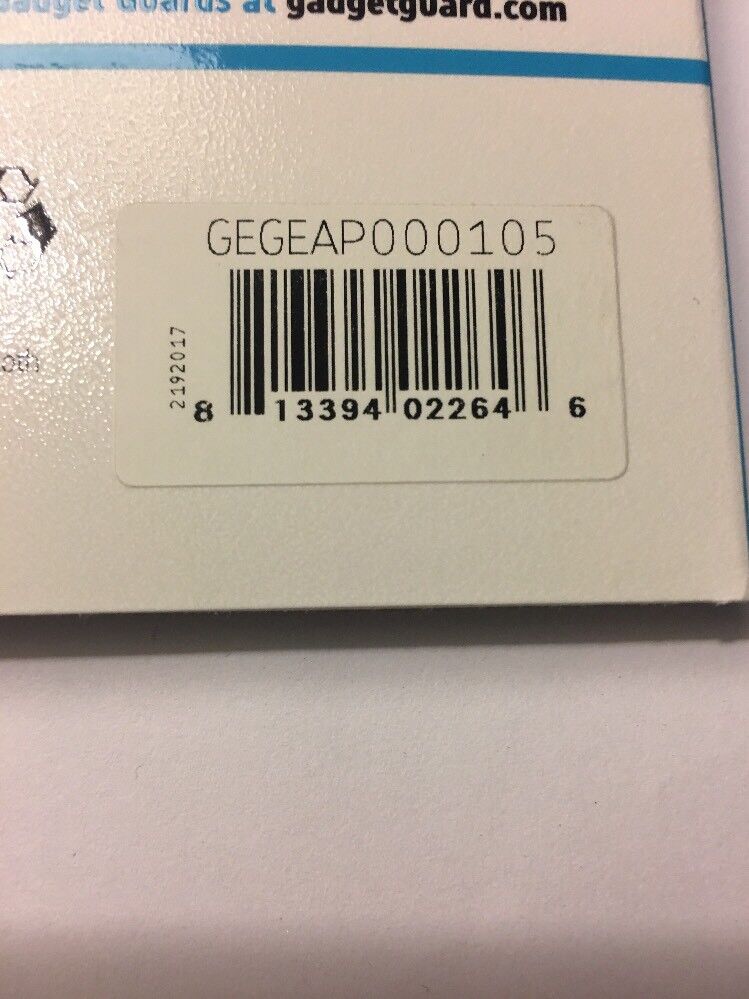 Gadget Guards at gadgetguard.com
GEGEAP000105
2192017
8 13394 02264 6